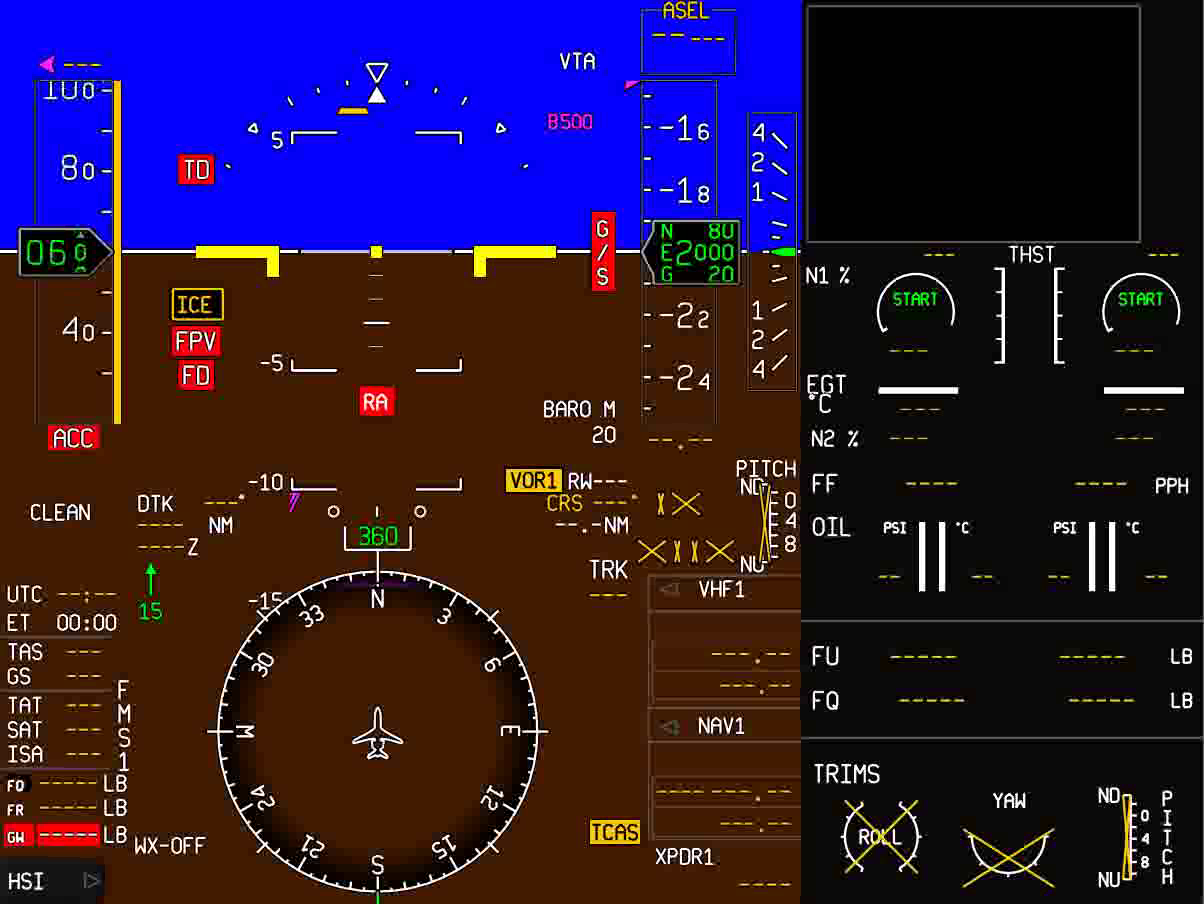 ASEL
-- ---
---
VTA
100
B500
-16
4
5
2
80
TD
-18
1
G/S
N 80
060
E2000
G 20
THST
--- ---
N1 %
START START
ICE
--- ---
FPV
-22
1
40
2
-5
FD
-24
4
EGT
°C
--- ---
RA
BARO M
20
--.--
ACC
N2 %
--- ---
PITCH
-10
VOR1 RW---
ND
FF ---- ---- PPH
CLEAN
DTK
---°
CRS ---°
0
NM
--.-NM
4
OIL PSI °C PSI °C
----
360
8
----Z
NU
TRK
---
-- -- -- --
UTC --:--
15
-15
N
33
3
VHF1
ET 00:00
TAS ---
GS ---
30
6
---.--
---.--
FU ----- ----- LB
TAT ---
SAT ---
ISA ---
FMS1
FQ ----- ----- LB
W
E
NAV1
FQ ----- LB
FR ----- LB
GW ----- LB
24
12
------.--
---.--
TRIMS
YAW
ND
PITCH
0
4
8
NU
ROLL
WX-OFF
21
15
S
TCAS
XPDR1
----
HSI